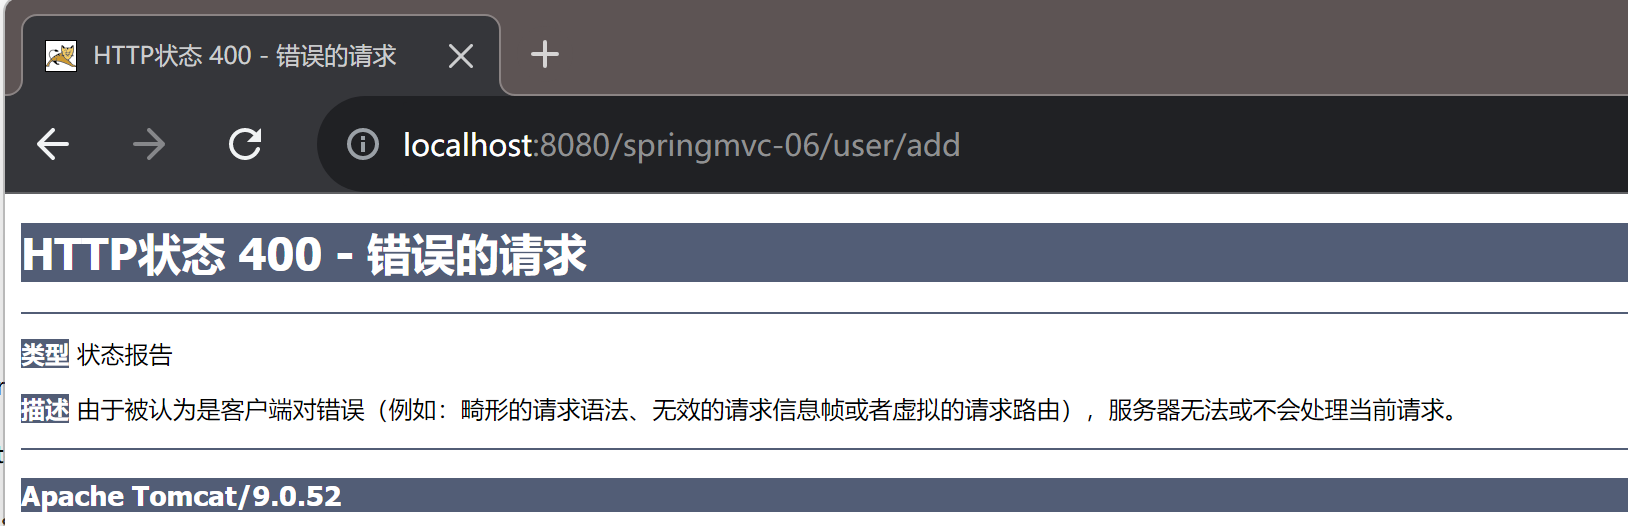 HTTP状态 400 - 错误的请求
localhost:8080/springmvc-06/user/add
HTTP状态 400 - 错误的请求
类型 状态报告
描述 由于被认为是客户端对错误（例如：畸形的请求语法、无效的请求信息帧或者虚拟的请求路由），服务器无法或不会处理当前请求。
Apache Tomcat/9.0.52